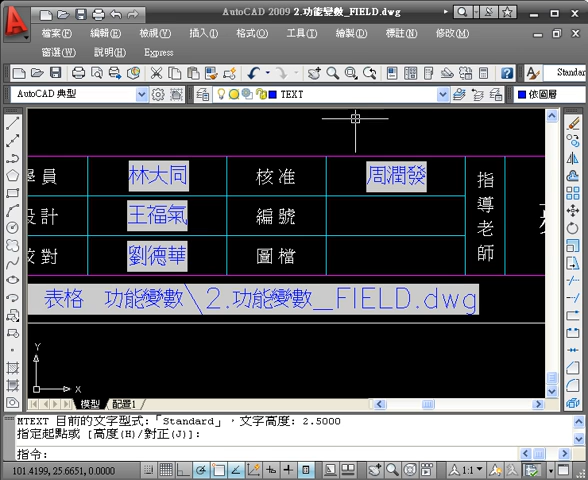 AutoCAD 2009 2.功能變數_FIELD.dwg
檔案(F) 編輯(E) 檢視(V) 插入(I) 格式(O) 工具(T) 繪製(D) 標註(N) 修改(M)
視窗(W) 說明(H) Express
Standar
AutoCAD 典型 TEXT 依圖層
學員 林大同 核准 周潤發 指導老師
設計 王福氣 編號
校對 劉德華 圖檔
表格 功能變數\2.功能變數_FIELD.dwg
Y
X
模型 配置1
MTEXT 目前的文字型式:「Standard」, 文字高度: 2.5000
指定起點或 [高度(H)/對正(J)]:
指令:
101.4199, 25.6651, 0.0000 模型 1:1